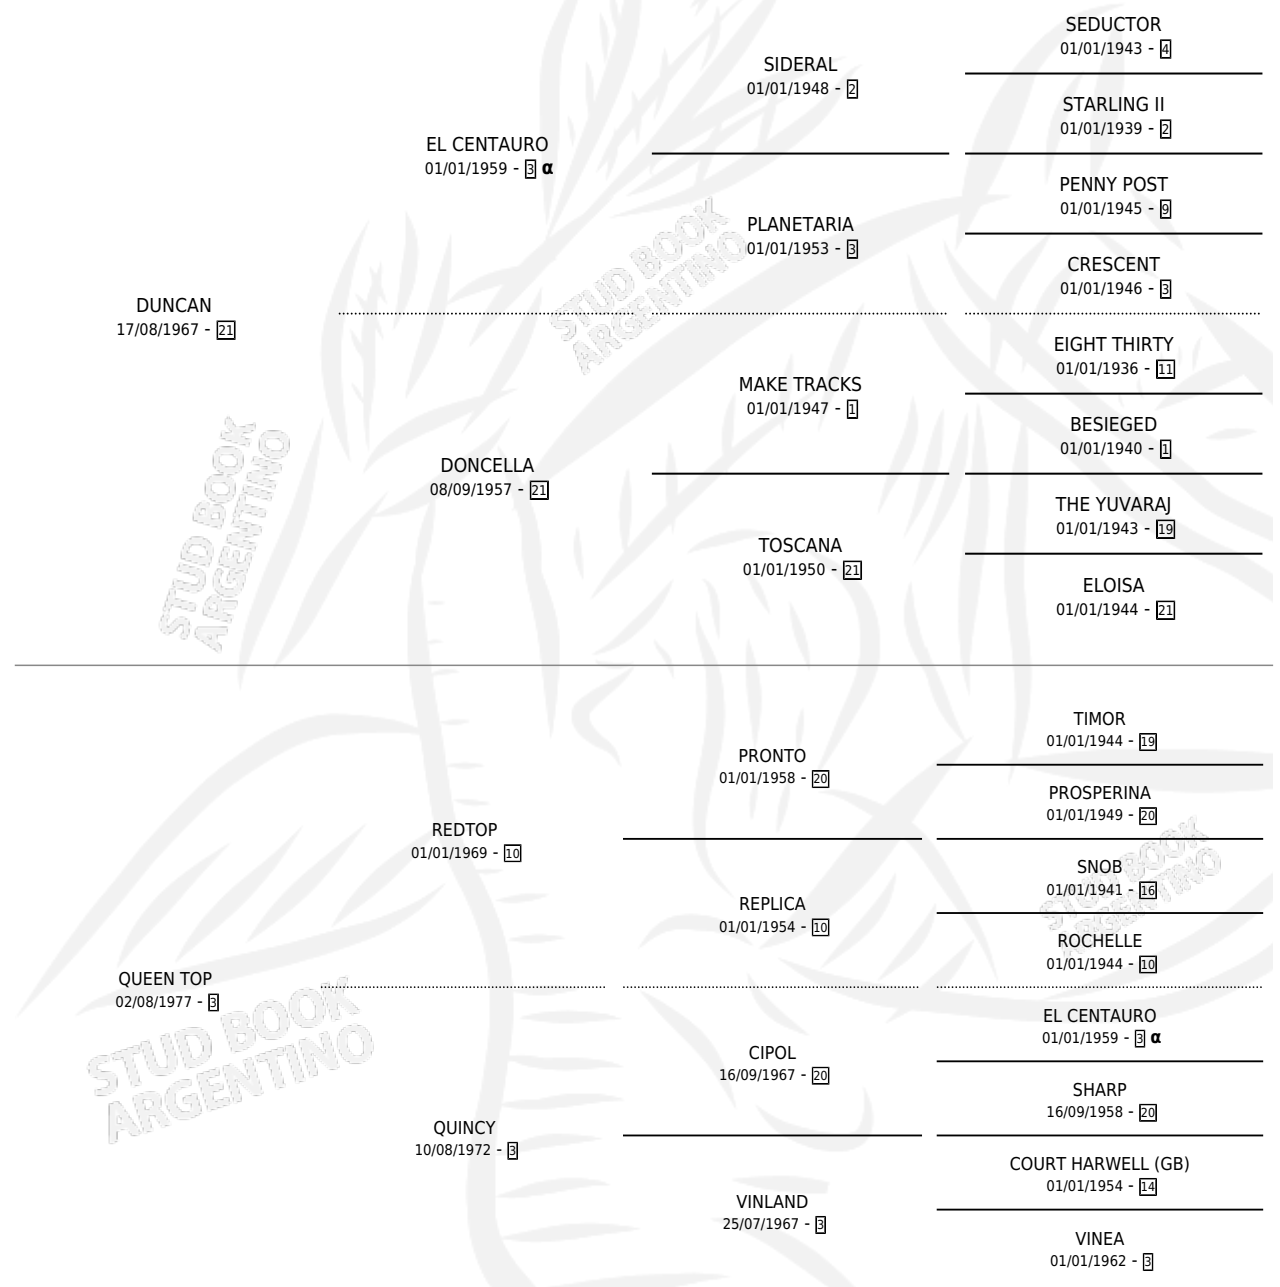 SEDUCTOR
01/01/1943 - 4
SIDERAL
01/01/1948 - 2
STARLING II
01/01/1939 - 2
EL CENTAURO
01/01/1959 - 3 α
PENNY POST
01/01/1945 - 9
PLANETARIA
01/01/1953 - 3
CRESCENT
01/01/1946 - 3
DUNCAN
17/08/1967 - 21
EIGHT THIRTY
01/01/1936 - 11
MAKE TRACKS
01/01/1947 - 1
BESIEGED
01/01/1940 - 1
DONCELLA
08/09/1957 - 21
THE YUVARAJ
01/01/1943 - 19
TOSCANA
01/01/1950 - 21
ELOISA
01/01/1944 - 21
STUD BOOK
ARGENTINO
STUD BOOK
ARGENTINO
TIMOR
01/01/1944 - 19
PRONTO
01/01/1958 - 20
PROSPERINA
01/01/1949 - 20
REDTOP
01/01/1969 - 10
SNOB
01/01/1941 - 16
REPLICA
01/01/1954 - 10
ROCHELLE
01/01/1944 - 10
QUEEN TOP
02/08/1977 - 3
EL CENTAURO
01/01/1959 - 3 α
CIPOL
16/09/1967 - 20
SHARP
16/09/1958 - 20
QUINCY
10/08/1972 - 3
COURT HARWELL (GB)
01/01/1954 - 14
VINLAND
25/07/1967 - 3
VINEA
01/01/1962 - 3
STUD BOOK
ARGENTINO
STUD BOOK
ARGENTINO